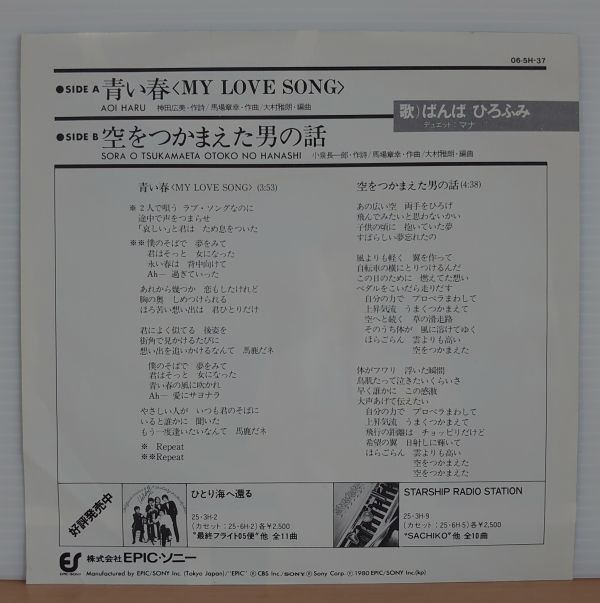 06・5H-37
●SIDE A 青い春〈MY LOVE SONG〉
AOI HARU 神田広美・作詩/馬場章幸・作曲/大村雅朗・編曲
歌)ばんば ひろふみ
デュエット:マナ
●SIDE B 空をつかまえた男の話
SORA O TSUKAMAETA OTOKO NO HANASHI 小泉長一郎・作詩/馬場章幸・作曲/大村雅朗・編曲
青い春〈MY LOVE SONG〉(3:53)
※ 2人で唄う ラブ・ソングなのに
途中で声をつまらせ
「哀しい」と君は ため息をついた
※※ 僕のそばで 夢をみて
君はそっと 女になった
永い春は 背中向けて
Ah― 過ぎていった
あれから幾つか 恋もしたけれど
胸の奥 しめつけられる
ほろ苦い想い出は 君ひとりだけ
君によく似てる 後姿を
街角で見かけるたびに
想い出を追いかけるなんて 馬鹿だネ
僕のそばで 夢をみて
君はそっと 女になった
青い春の風に吹かれ
Ah― 愛にサヨナラ
やさしい人が いつも君のそばに
いると誰かに 聞いた
もう一度逢いたいなんて 馬鹿だネ
※ Repeat
※※Repeat
空をつかまえた男の話(4:38)
あの広い空 両手をひろげ
飛んでみたいと思わないかい
子供の頃に 抱いていた夢
すばらしい夢忘れたの
風よりも軽く 翼を作って
自転車の横にとりつけるんだ
この日のために 燃えてた想い
ペダルをこいだら走りだす
自分の力で プロペラまわして
上昇気流 うまくつかまえて
空へと続く 草の滑走路
そのうち体が 風に溶けてゆく
ほらごらん 雲よりも高い
空をつかまえた
体がフワリ 浮いた瞬間
鳥肌たって泣きたいくらいさ
早く誰かに この感激
大声あげて伝えたい
自分の力で プロペラまわして
上昇気流 うまくつかまえて
飛行の距離は チョッピリだけど
希望の翼 日射しに輝いて
ほらごらん 雲よりも高い
空をつかまえた
空をつかまえた
空をつかまえた
好評発売中
ひとり海へ還る
25・3H-2
(カセット:25・6H-2)各¥2,500
"最終フライト05便"他 全11曲
STARSHIP RADIO STATION
25・3H-9
(カセット:25・6H-5)各¥2,500
"SACHIKO"他 全10曲
ES
EPIC・SONY
株式会社EPIC・ソニー
Manufactured by EPIC/SONY Inc. (Tokyo Japan)/"EPIC" ® CBS Inc./SONY ® Sony Corp. ℗ 1980 EPIC/SONY Inc.(kp)